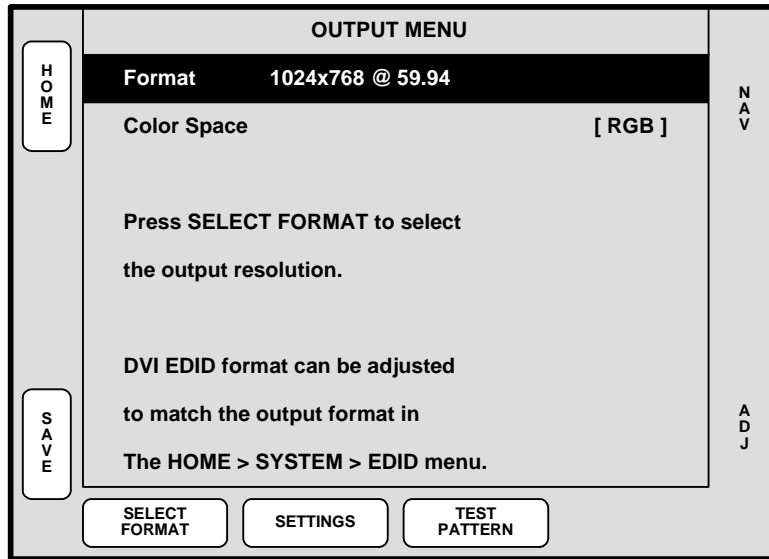 OUTPUT MENU
HOME
Format 1024x768 @ 59.94
NAV
Color Space [ RGB ]
Press SELECT FORMAT to select
the output resolution.
DVI EDID format can be adjusted
to match the output format in
The HOME > SYSTEM > EDID menu.
SAVE
ADJ
SELECT
FORMAT
SETTINGS
TEST
PATTERN